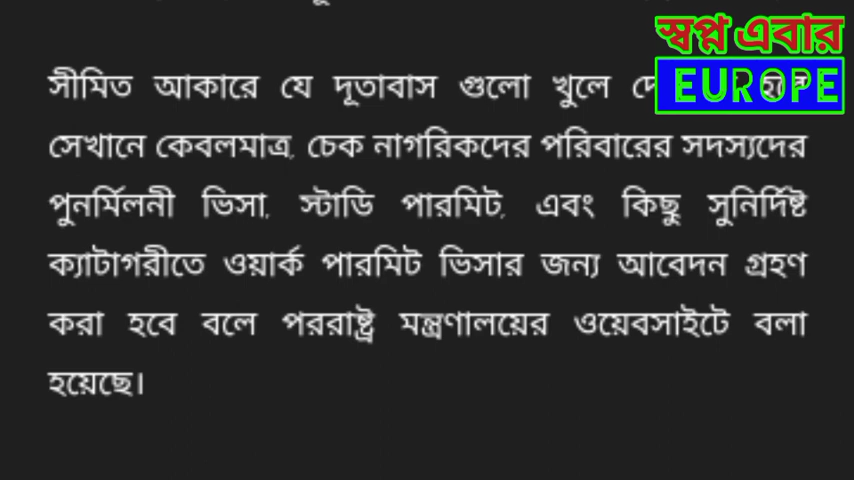 স্বপ্ন এবার
EUROPE
সীমিত আকারে যে দূতাবাস গুলো খুলে
সেখানে কেবলমাত্র, চেক নাগরিকদের পরিবারের সদস্যদের
পুনর্মিলনী ভিসা, স্টাডি পারমিট, এবং কিছু সুনির্দিষ্ট
ক্যাটাগরীতে ওয়ার্ক পারমিট ভিসার জন্য আবেদন গ্রহণ
করা হবে বলে পররাষ্ট্র মন্ত্রণালয়ের ওয়েবসাইটে বলা
হয়েছে।